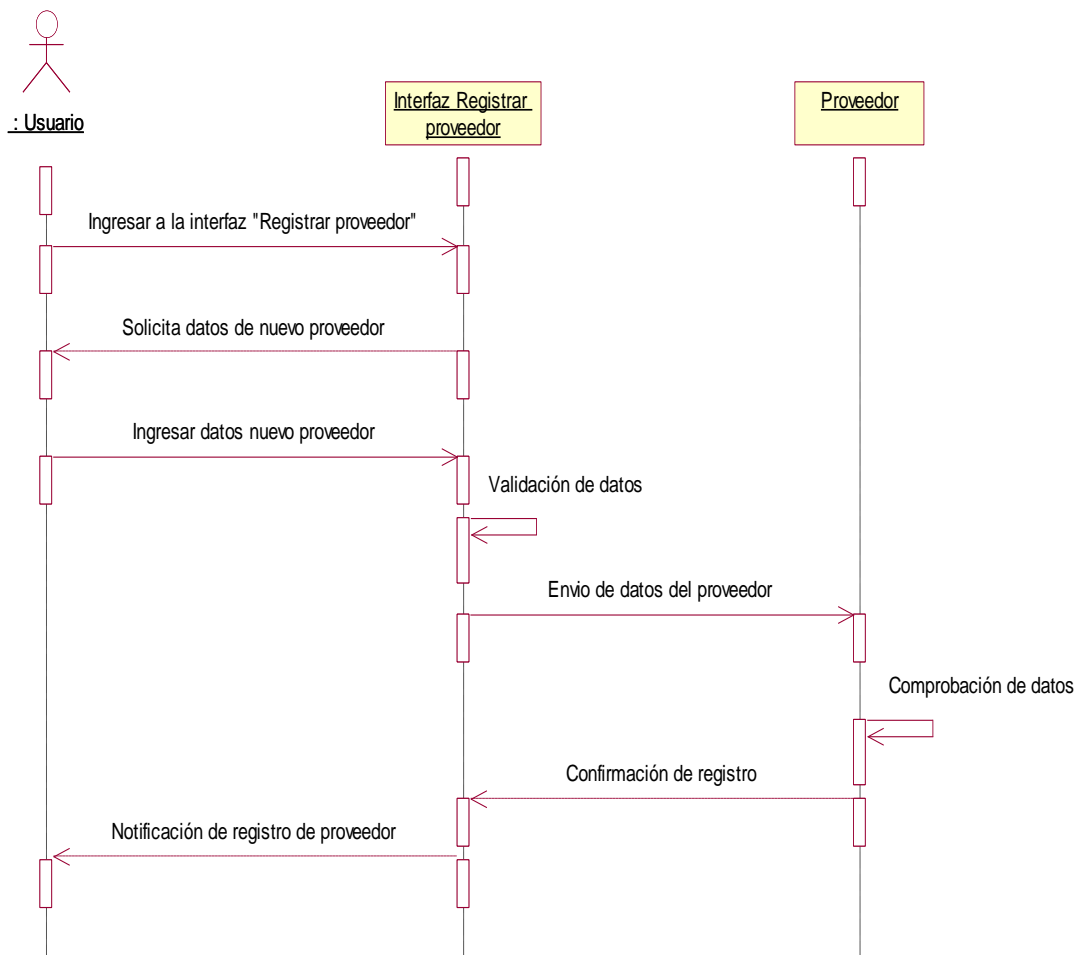 : Usuario
Interfaz Registrar
proveedor
Proveedor
Ingresar a la interfaz "Registrar proveedor"
Solicita datos de nuevo proveedor
Ingresar datos nuevo proveedor
Validación de datos
Envio de datos del proveedor
Comprobación de datos
Confirmación de registro
Notificación de registro de proveedor